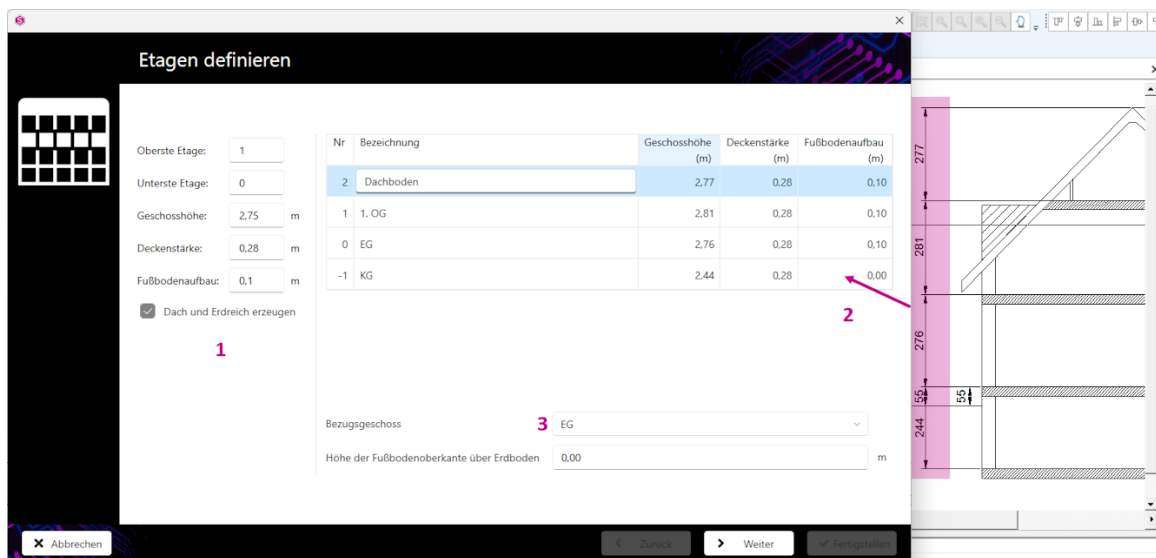 Etagen definieren
Oberste Etage: 1
Unterste Etage: 0
Geschosshöhe: 2,75 m
Deckenstärke: 0,28 m
Fußbodenaufbau: 0,1 m
Dach und Erdreich erzeugen
1
Nr Bezeichnung Geschosshöhe (m) Deckenstärke (m) Fußbodenaufbau (m)
2 Dachboden 2,77 0,28 0,10
1 1. OG 2,81 0,28 0,10
0 EG 2,76 0,28 0,10
-1 KG 2,44 0,28 0,00
2
Bezugsgeschoss 3 EG
Höhe der Fußbodenoberkante über Erdboden 0,00 m
Abbrechen
Zurück
Weiter
Fertigstellen
277
281
276
55
55
244